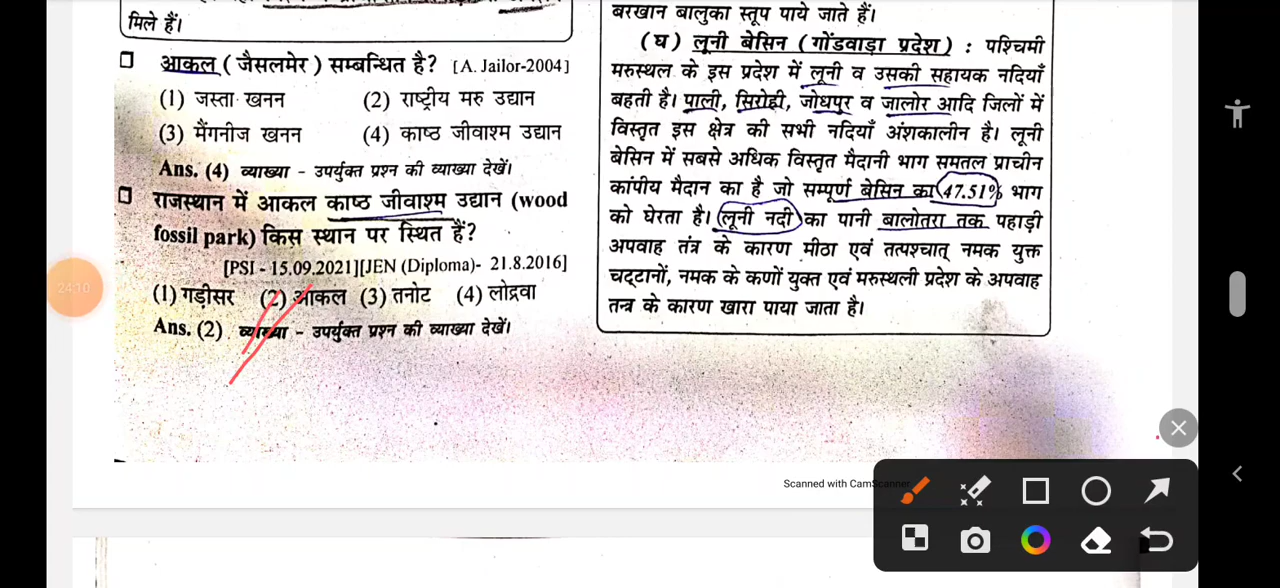 मिले हैं।
❑ आकल (जैसलमेर) सम्बन्धित है? [A. Jailor-2004]
(1) जस्ता खनन (2) राष्ट्रीय मरु उद्यान
(3) मैंगनीज खनन (4) काष्ठ जीवाश्म उद्यान
Ans. (4) व्याख्या - उपर्युक्त प्रश्न की व्याख्या देखें।
❑ राजस्थान में आकल काष्ठ जीवाश्म उद्यान (wood
fossil park) किस स्थान पर स्थित हैं?
[PSI - 15.09.2021][JEN (Diploma)- 21.8.2016]
(1) गड़ीसर (2) आकल (3) तनोट (4) लोद्रवा
Ans. (2) व्याख्या - उपर्युक्त प्रश्न की व्याख्या देखें।
बरखान बालुका स्तूप पाये जाते हैं।
(घ) लूनी बेसिन (गोंडवाड़ा प्रदेश) : पश्चिमी
मरुस्थल के इस प्रदेश में लूनी व उसकी सहायक नदियाँ
बहती है। पाली, सिरोही, जोधपुर व जालोर आदि जिलों में
विस्तृत इस क्षेत्र की सभी नदियाँ अंशकालीन है। लूनी
बेसिन में सबसे अधिक विस्तृत मैदानी भाग समतल प्राचीन
कांपीय मैदान का है जो सम्पूर्ण बेसिन का 47.51% भाग
को घेरता है। लूनी नदी का पानी बालोतरा तक पहाड़ी
अपवाह तंत्र के कारण मीठा एवं तत्पश्चात् नमक युक्त
चट्टानों, नमक के कणों युक्त एवं मरुस्थली प्रदेश के अपवाह
तन्त्र के कारण खारा पाया जाता है।
24:10
Scanned with CamScanner